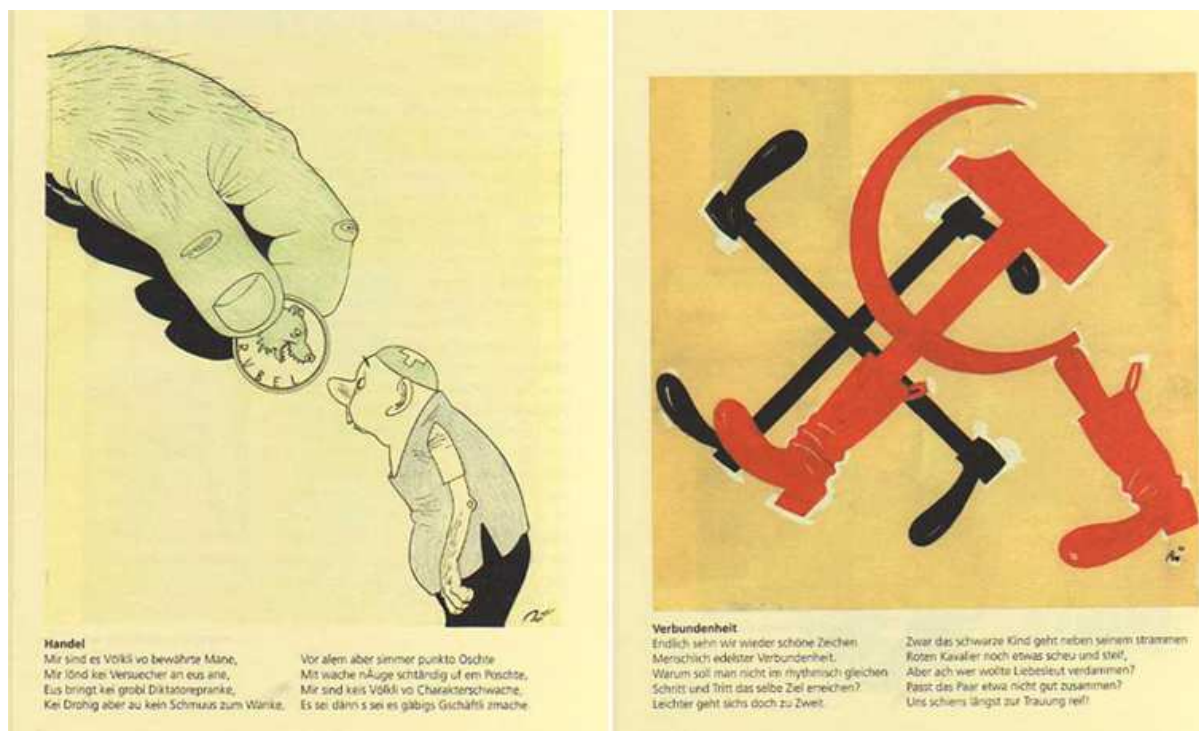 RUBEL
Handel
Mir sind es Völkli vo bewährte Mane,
Mir lönd kei Versuecher an eus ane,
Eus bringt kei grobi Diktatorepranke,
Kei Drohig aber au kein Schmuus zum Wanke.
Vor alem aber simmer punkto Oschte
Mit wache nAuge schtändig uf em Poschte,
Mir sind keis Völkli vo Charakterschwache,
Es sei dänn s sei es gäbigs Gschäftli zmache.
Verbundenheit
Endlich sehn wir wieder schöne Zeichen
Menschlich edelster Verbundenheit.
Warum soll man nicht im rhythmisch gleichen
Schritt und Tritt das selbe Ziel erreichen?
Leichter geht sichs doch zu Zweit.
Zwar das schwarze Kind geht neben seinem strammen
Roten Kavalier noch etwas scheu und steif,
Aber ach wer wollte Liebesleut verdammen?
Passt das Paar etwa nicht gut zusammen?
Uns schiens längst zur Trauung reif!